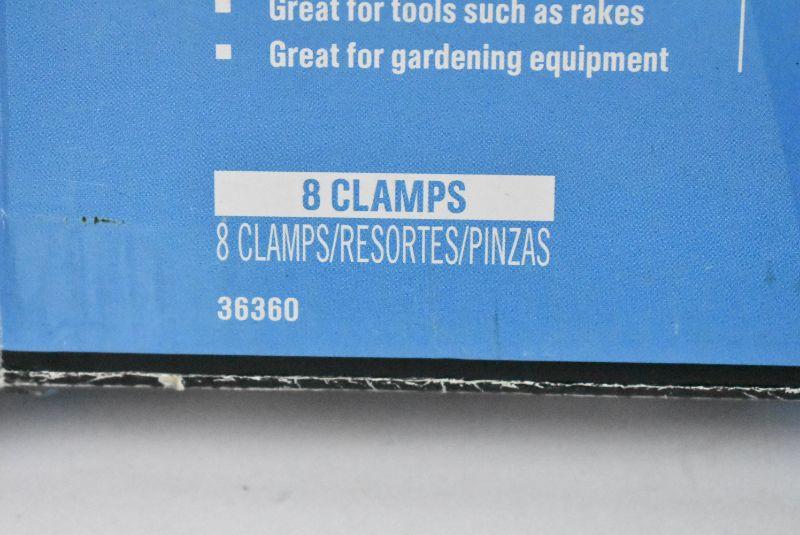 Great for tools such as rakes
Great for gardening equipment
8 CLAMPS
8 CLAMPS/RESORTES/PINZAS
36360